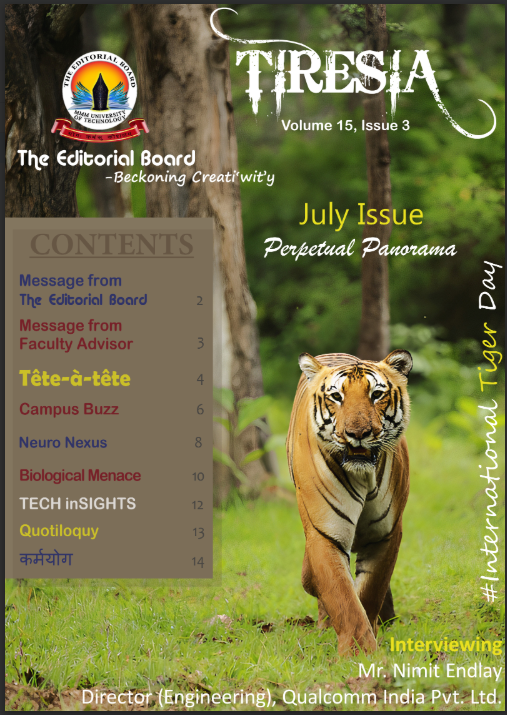 THE EDITORIAL BOARD
MMM UNIVERSITY
OF TECHNOLOGY
TIRESIA
Volume 15, Issue 3
The Editorial Board
-Beckoning Creati'wit'y
July Issue
Perpetual Panorama
CONTENTS
Message from
The Editorial Board 2
Message from
Faculty Advisor 3
Tête-à-tête 4
Campus Buzz 6
Neuro Nexus 8
Biological Menace 10
TECH inSIGHTS 12
Quotiloquy 13
कर्मयोग 14
#International Tiger Day
Interviewing
Mr. Nimit Endlay
Director (Engineering), Qualcomm India Pvt. Ltd.